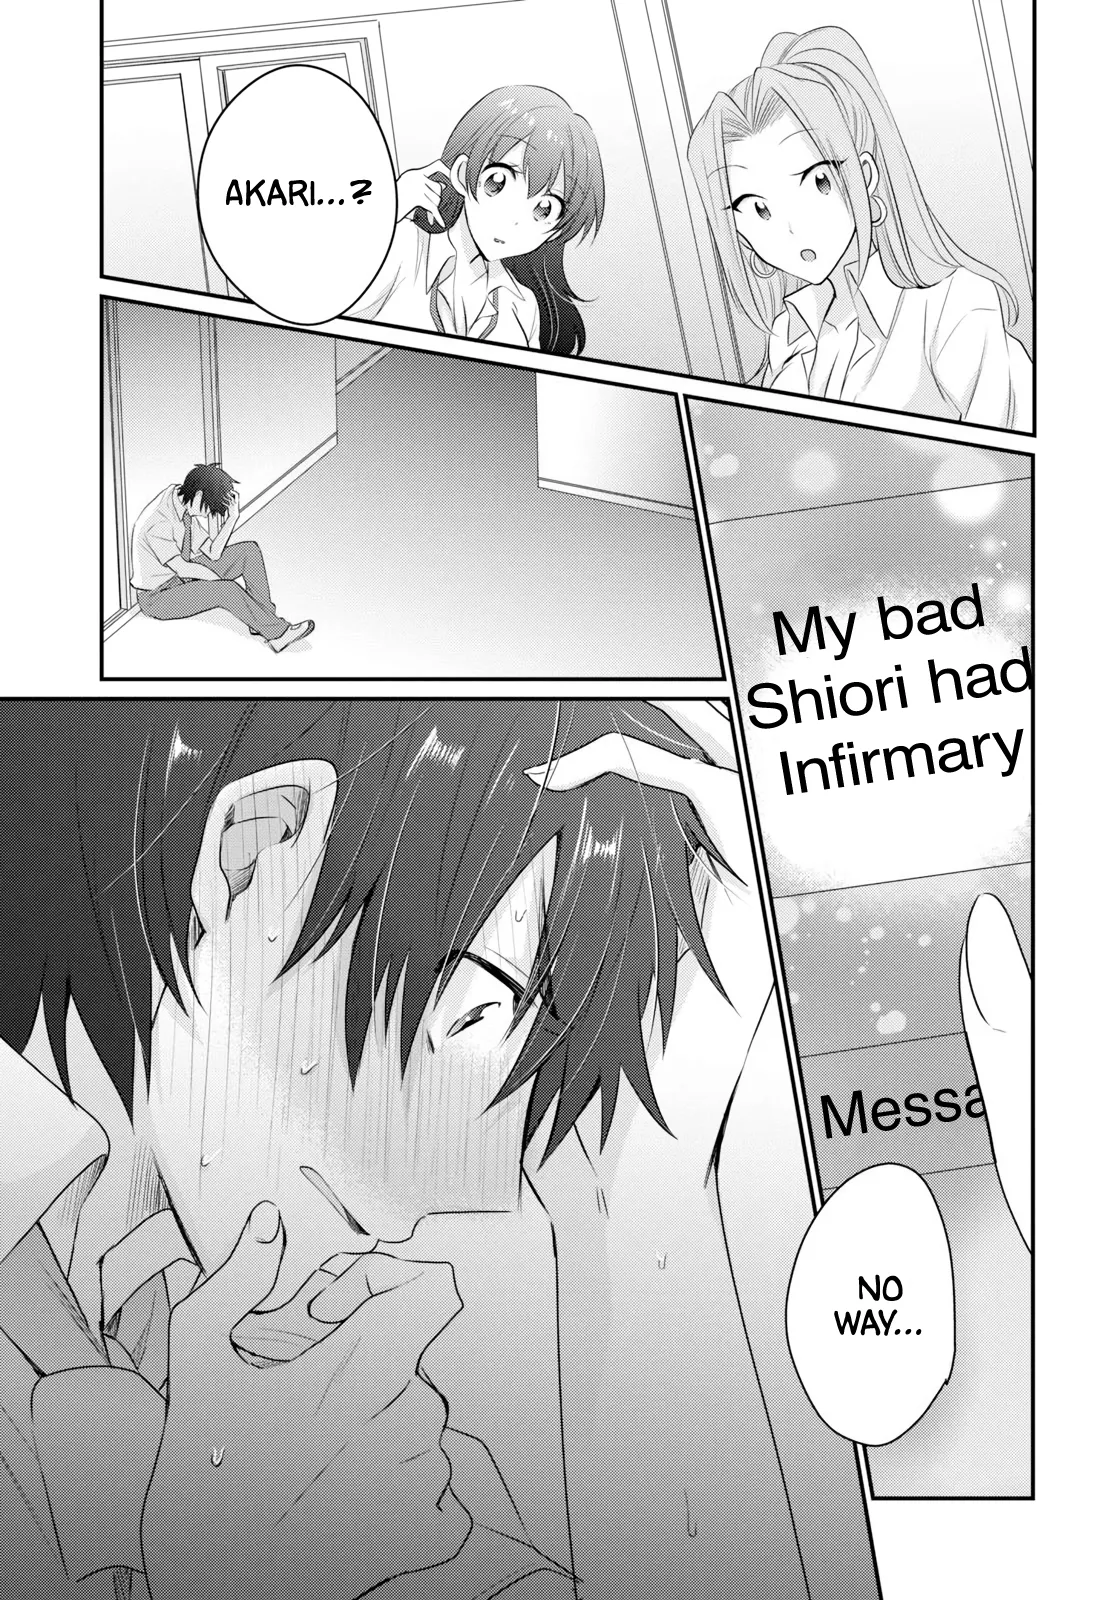 AKARI...?
My bad
Shiori had
Infirmary
Messa
NO
WAY...